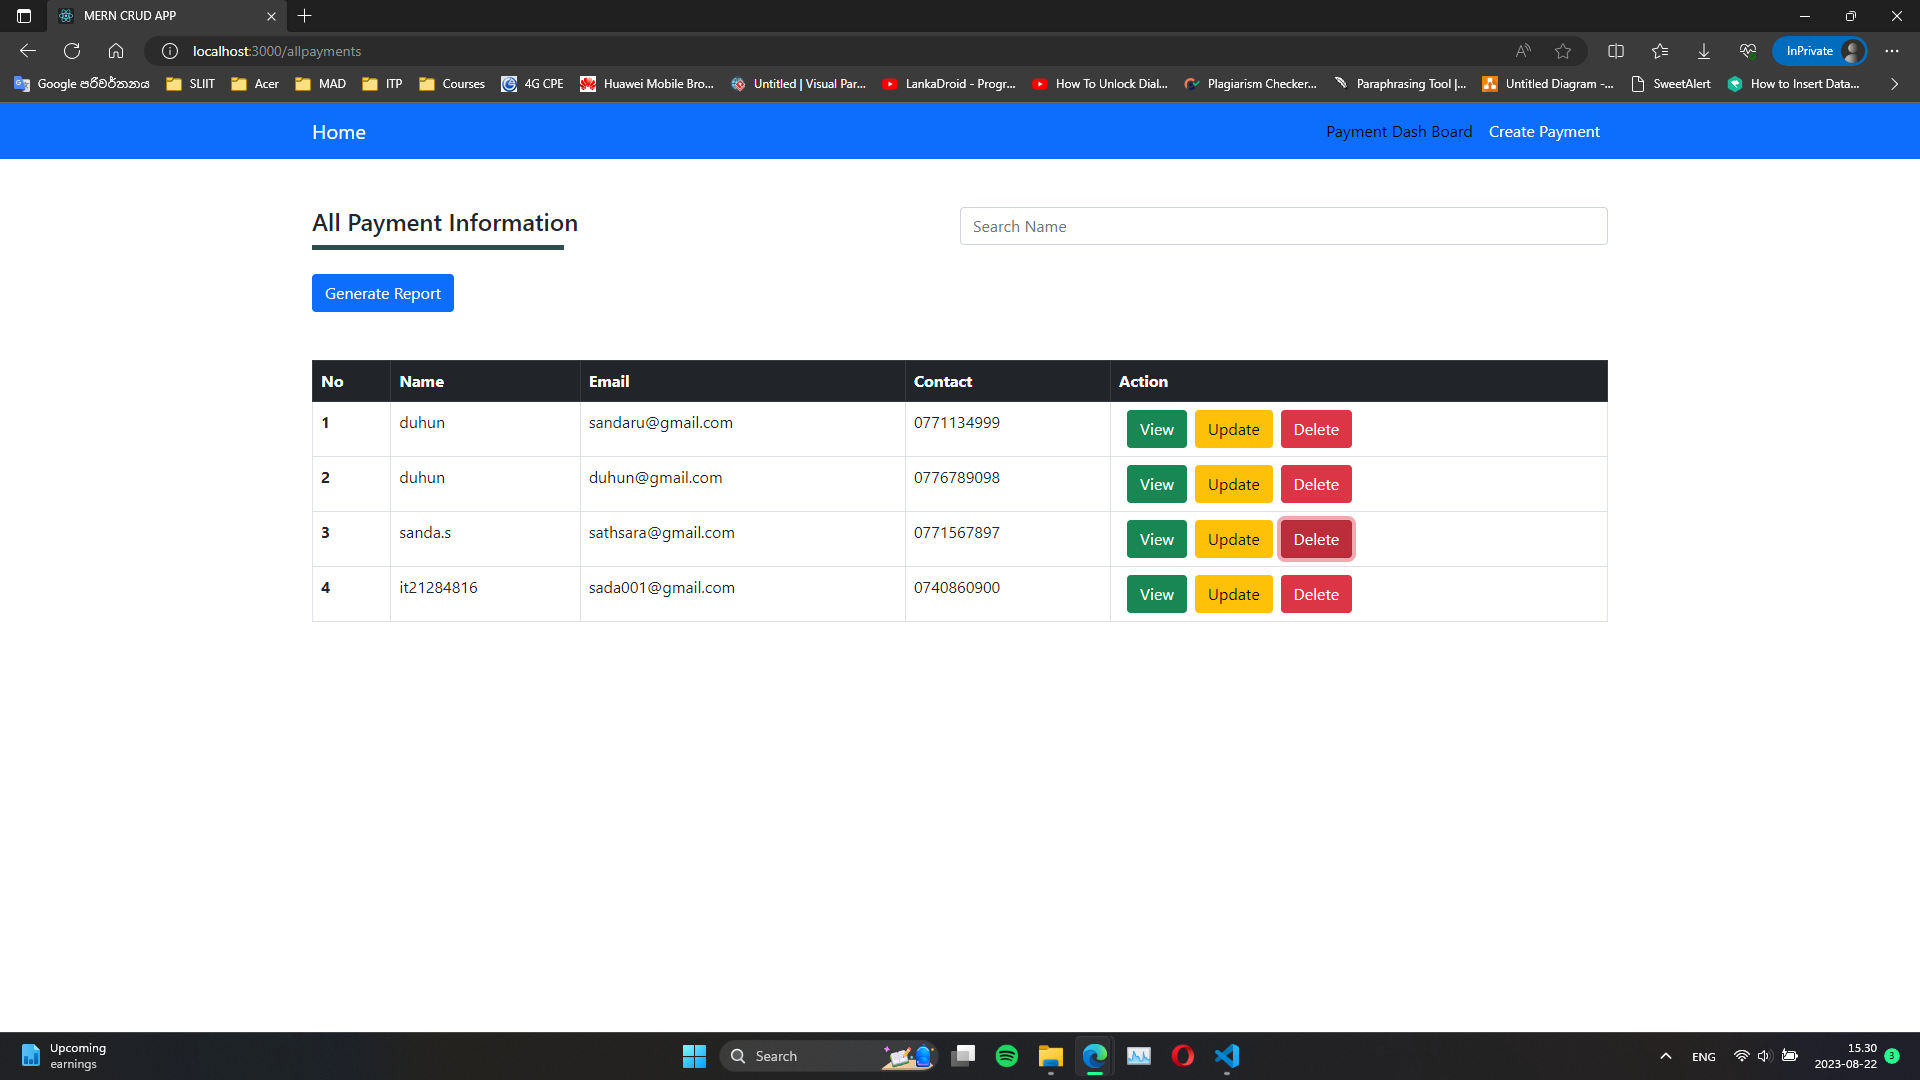 MERN CRUD APP
localhost:3000/allpayments
InPrivate
Google පරිවර්තනය SLIIT Acer MAD ITP Courses 4G CPE Huawei Mobile Bro... Untitled | Visual Par... LankaDroid - Progr... How To Unlock Dial... Plagiarism Checker... Paraphrasing Tool |... Untitled Diagram -... SweetAlert How to Insert Data...
Home Payment Dash Board Create Payment
All Payment Information
Search Name
Generate Report
No Name Email Contact Action
1 duhun sandaru@gmail.com 0771134999 View Update Delete
2 duhun duhun@gmail.com 0776789098 View Update Delete
3 sanda.s sathsara@gmail.com 0771567897 View Update Delete
4 it21284816 sada001@gmail.com 0740860900 View Update Delete
Upcoming
earnings
Search
ENG
15.30
2023-08-22
3